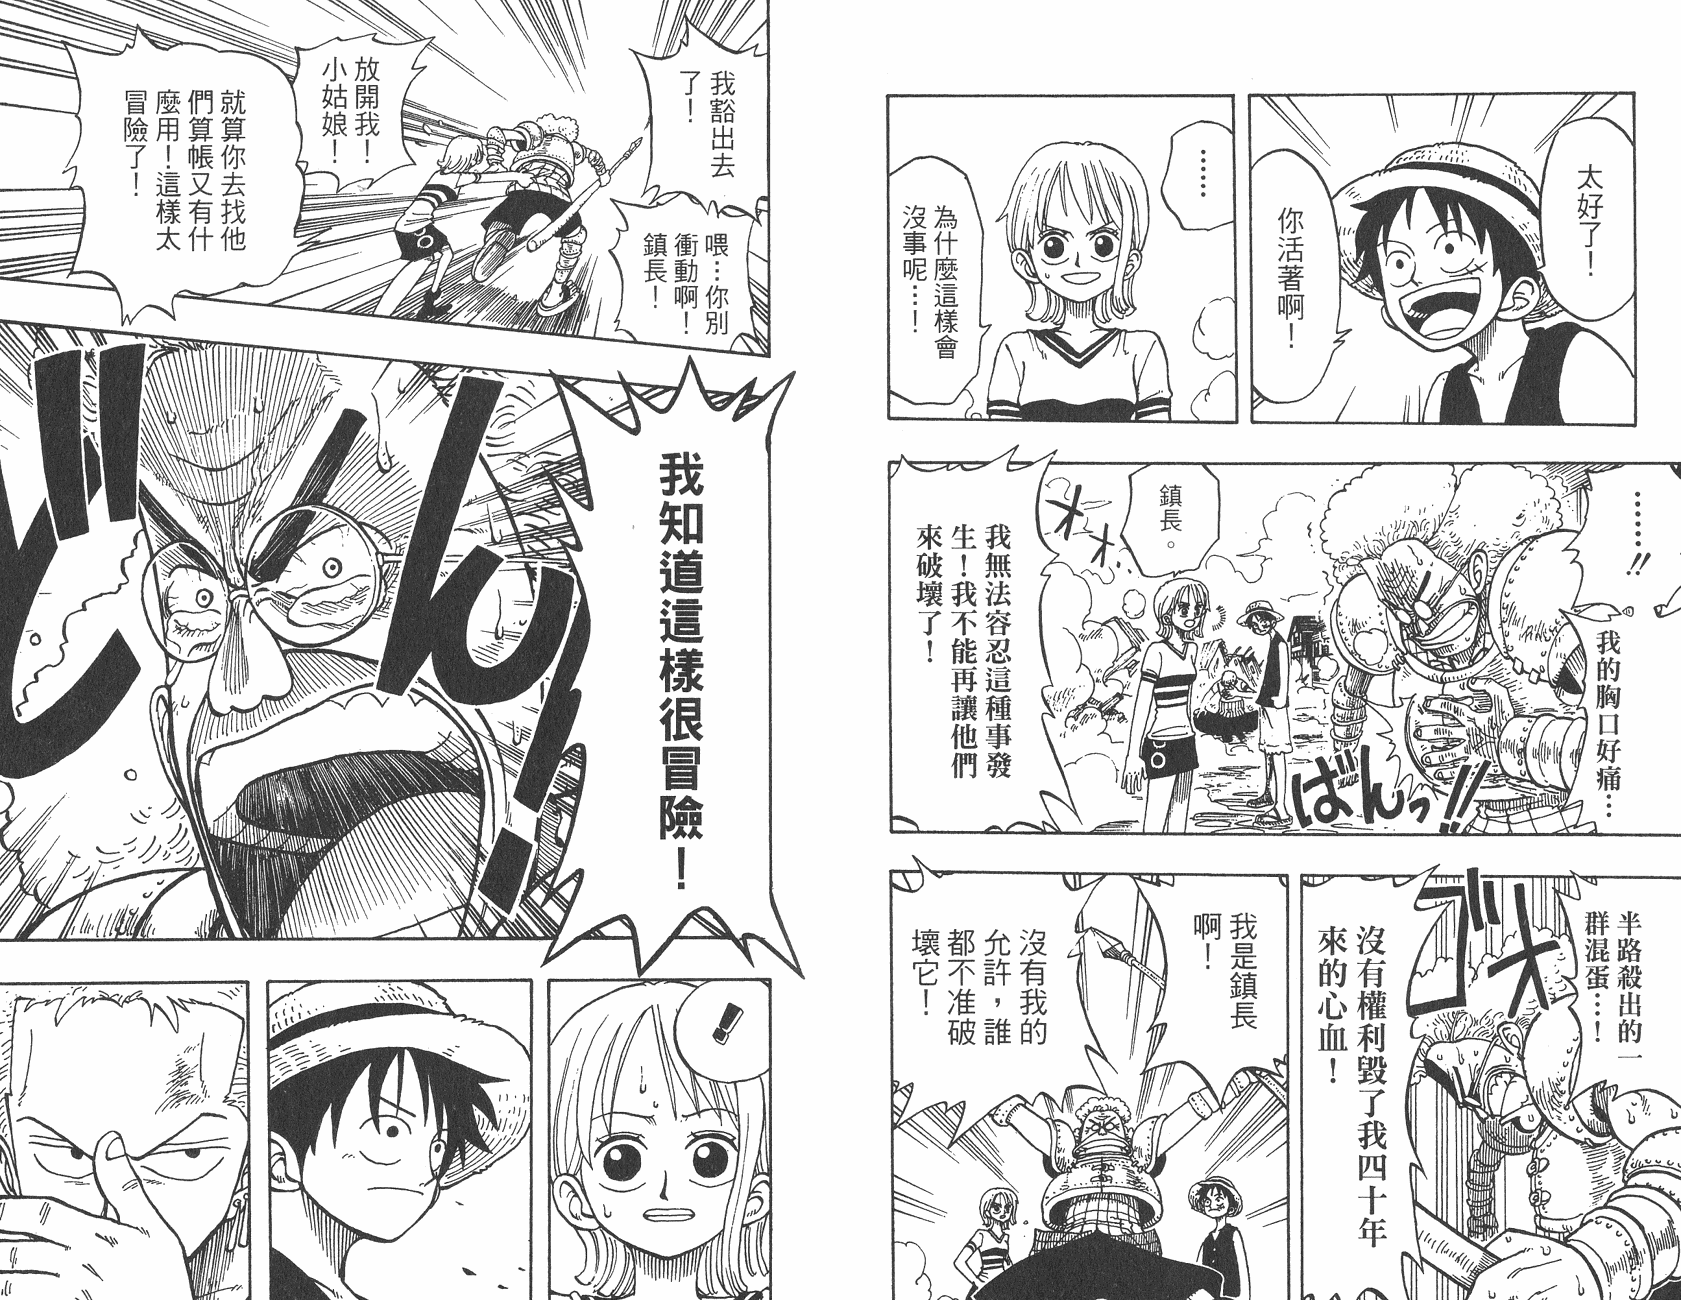 太好了！
你活著啊！
……
為什麼這樣會
沒事呢…！
……!!
我的胸口好痛…
鎮長。
我無法容忍這種事發
生！我不能再讓他們
來破壞了！
ばんっ!!
半路殺出的一
群混蛋…！
沒有權利毀了我四十年
來的心血！
我是鎮長
啊！
沒有我的
允許，誰
都不准破
壞它！
我豁出去
了！
喂…你別
衝動啊！
鎮長！
放開我！
小姑娘！
就算你去找他
們算帳又有什
麼用！這樣太
冒險了！
我知道這樣很冒險！
どーん！
！